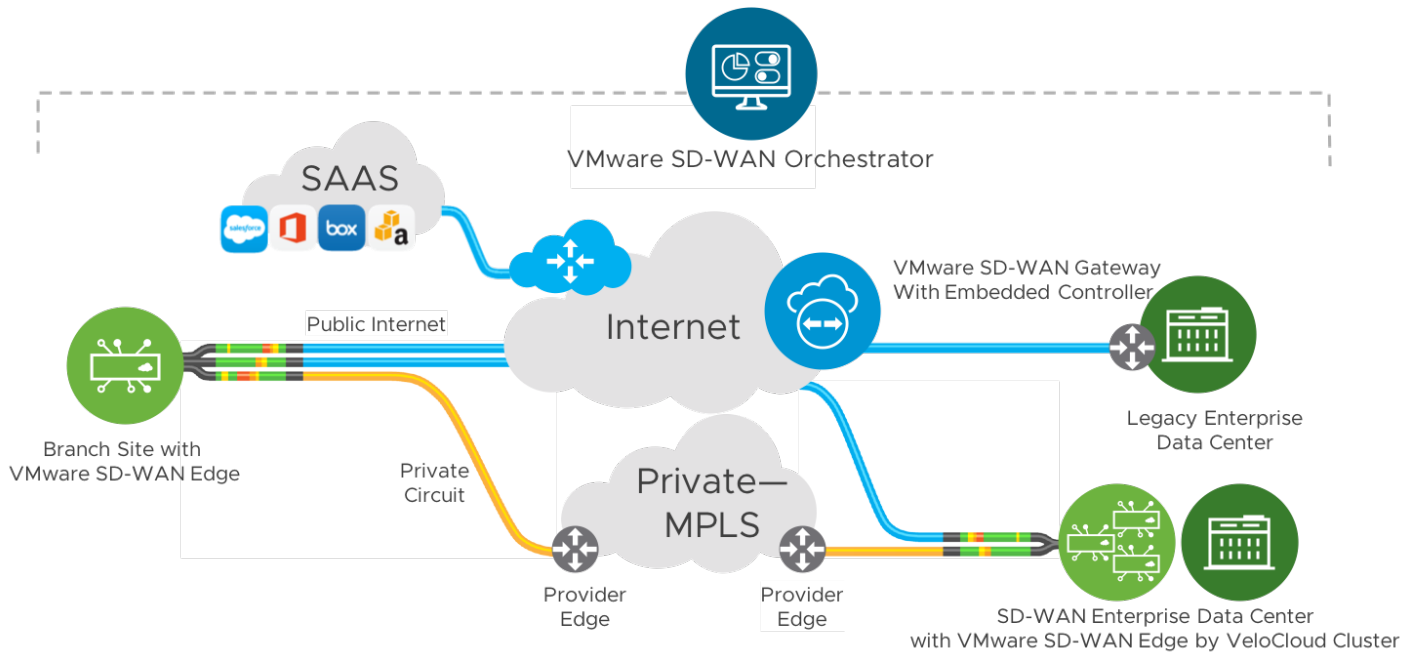 VMware SD-WAN Orchestrator
SAAS
salesforce
box
a
VMware SD-WAN Gateway
With Embedded Controller
Public Internet
Internet
Branch Site with
VMware SD-WAN Edge
Legacy Enterprise
Data Center
Private
Circuit
Private—
MPLS
Provider
Edge
Provider
Edge
SD-WAN Enterprise Data Center
with VMware SD-WAN Edge by VeloCloud Cluster